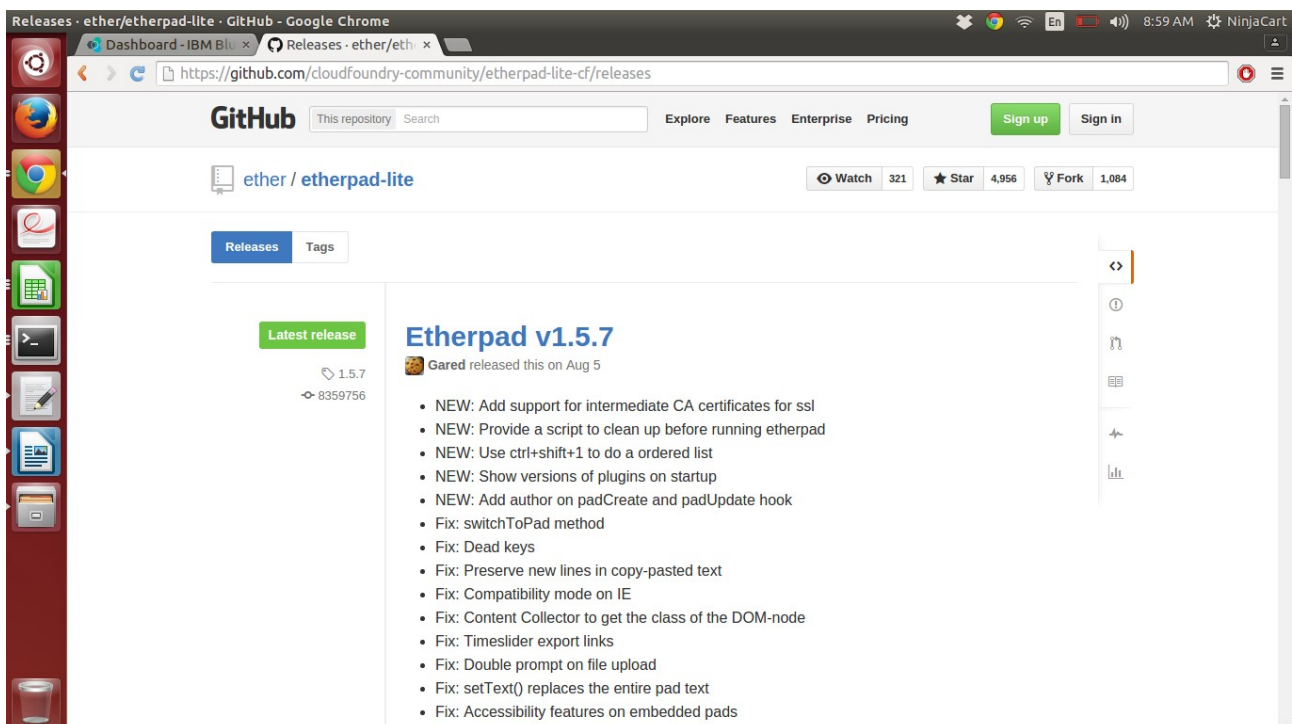 Releases · ether/etherpad-lite · GitHub - Google Chrome
En
8:59 AM
NinjaCart
Dashboard - IBM Blu
Releases · ether/eth
https://github.com/cloudfoundry-community/etherpad-lite-cf/releases
GitHub
This repository
Search
Explore
Features
Enterprise
Pricing
Sign up
Sign in
ether / etherpad-lite
Watch
321
Star
4,956
Fork
1,084
Releases
Tags
Latest release
1.5.7
8359756
Etherpad v1.5.7
Gared released this on Aug 5
• NEW: Add support for intermediate CA certificates for ssl
• NEW: Provide a script to clean up before running etherpad
• NEW: Use ctrl+shift+1 to do a ordered list
• NEW: Show versions of plugins on startup
• NEW: Add author on padCreate and padUpdate hook
• Fix: switchToPad method
• Fix: Dead keys
• Fix: Preserve new lines in copy-pasted text
• Fix: Compatibility mode on IE
• Fix: Content Collector to get the class of the DOM-node
• Fix: Timeslider export links
• Fix: Double prompt on file upload
• Fix: setText() replaces the entire pad text
• Fix: Accessibility features on embedded pads